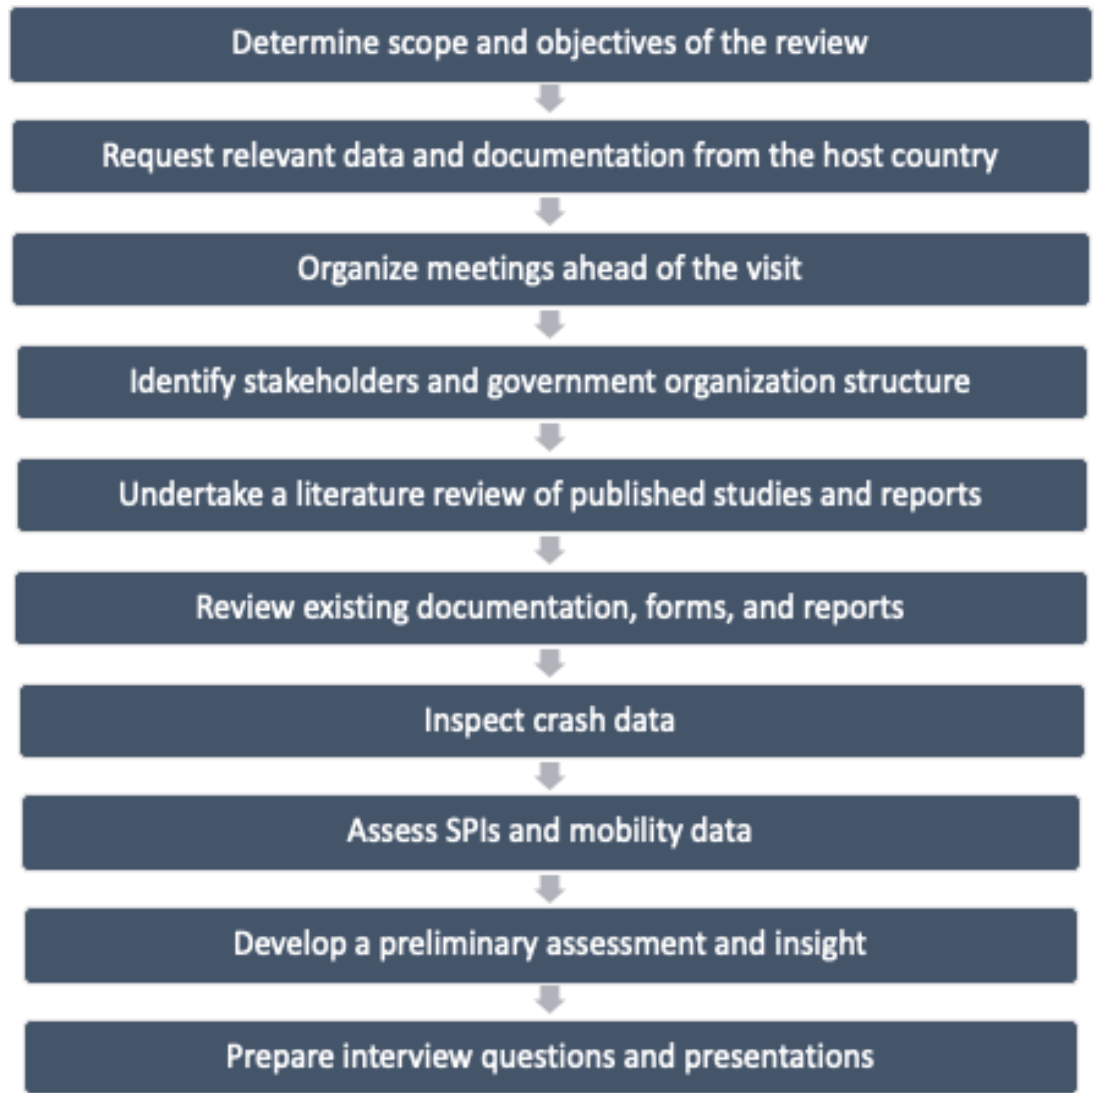 Determine scope and objectives of the review
Request relevant data and documentation from the host country
Organize meetings ahead of the visit
Identify stakeholders and government organization structure
Undertake a literature review of published studies and reports
Review existing documentation, forms, and reports
Inspect crash data
Assess SPIs and mobility data
Develop a preliminary assessment and insight
Prepare interview questions and presentations